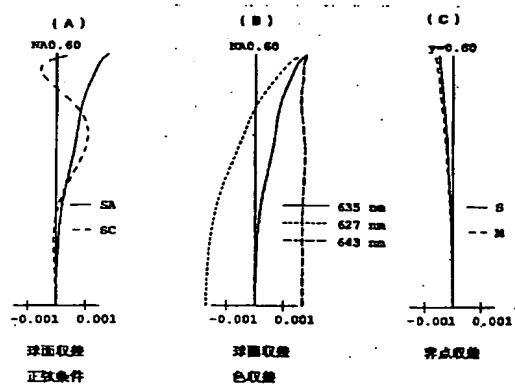 (A)
NA0.60
SA
SC
-0.001 0.001
球面収差
正弦条件
(B)
NA0.60
635 nm
627 nm
643 nm
-0.001 0.001
球面収差
色収差
(C)
y=0.60
S
M
-0.001 0.001
非点収差